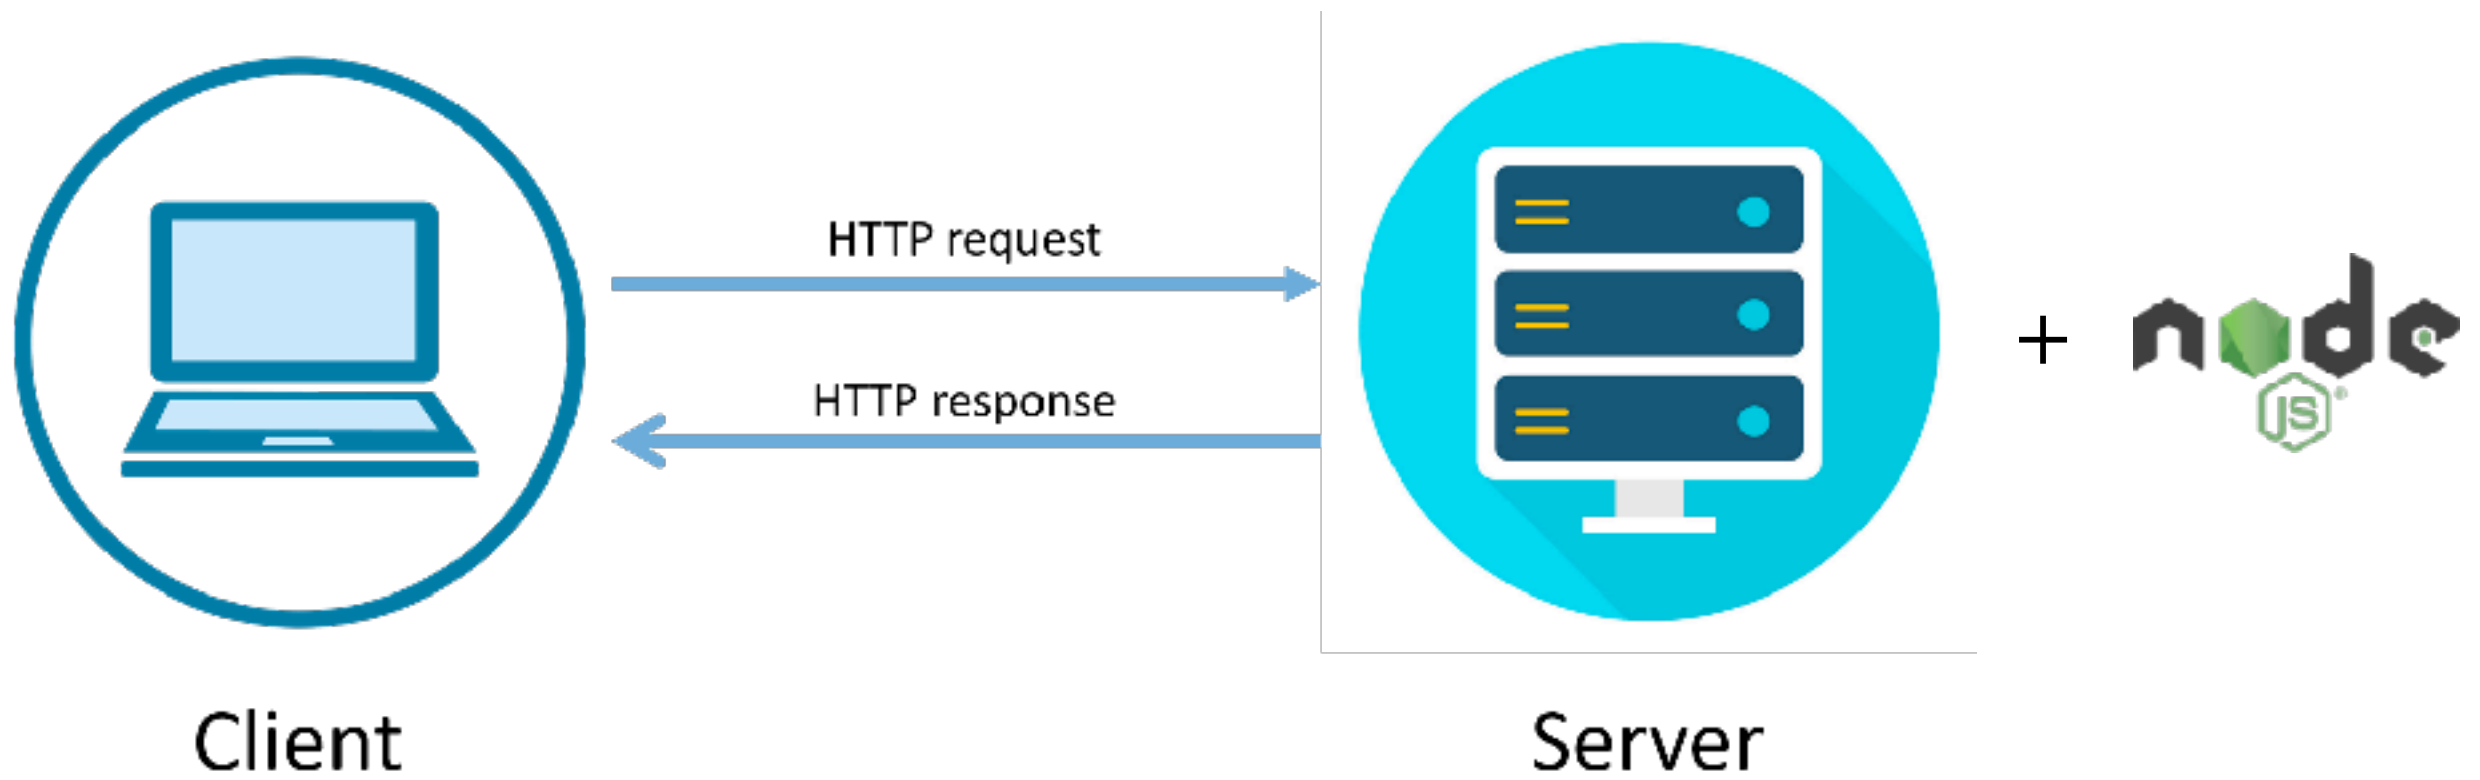 HTTP request
HTTP response
+
node
JS®
Client
Server